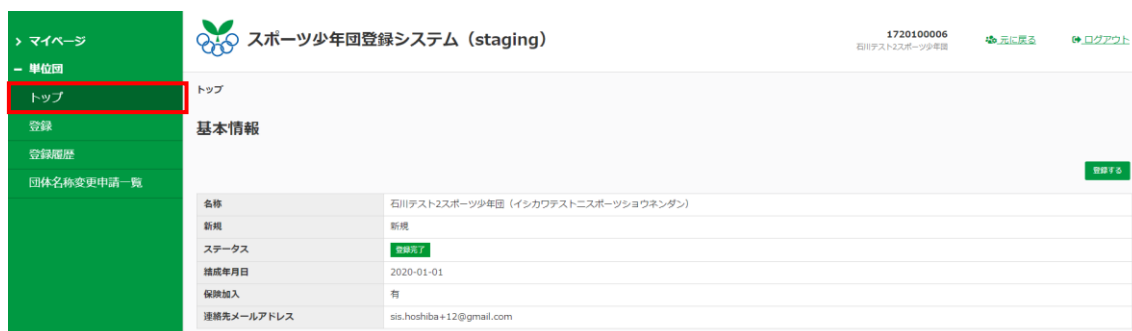 マイページ
単位団
トップ
登録
登録履歴
団体名称変更申請一覧
スポーツ少年団登録システム（staging）
1720100006
石川テスト2スポーツ少年団
元に戻る
ログアウト
トップ
基本情報
登録する
名称 石川テスト2スポーツ少年団（イシカワテストニスポーツショウネンダン）
新規 新規
ステータス 登録完了
結成年月日 2020-01-01
保険加入 有
連絡先メールアドレス sis.hoshiba+12@gmail.com